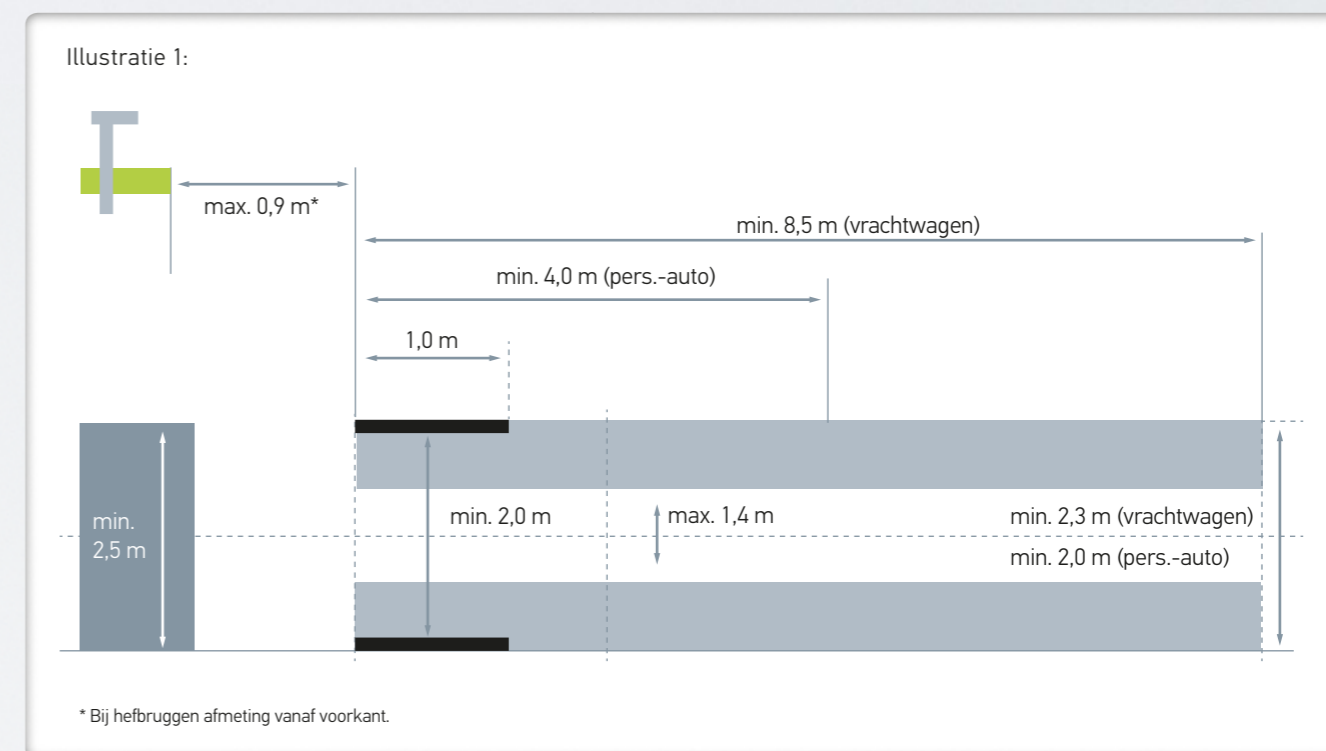 Illustratie 1:
max. 0,9 m*
min. 8,5 m (vrachtwagen)
min. 4,0 m (pers.-auto)
1,0 m
min.
2,5 m
min. 2,0 m
max. 1,4 m
min. 2,3 m (vrachtwagen)
min. 2,0 m (pers.-auto)
* Bij hefbruggen afmeting vanaf voorkant.